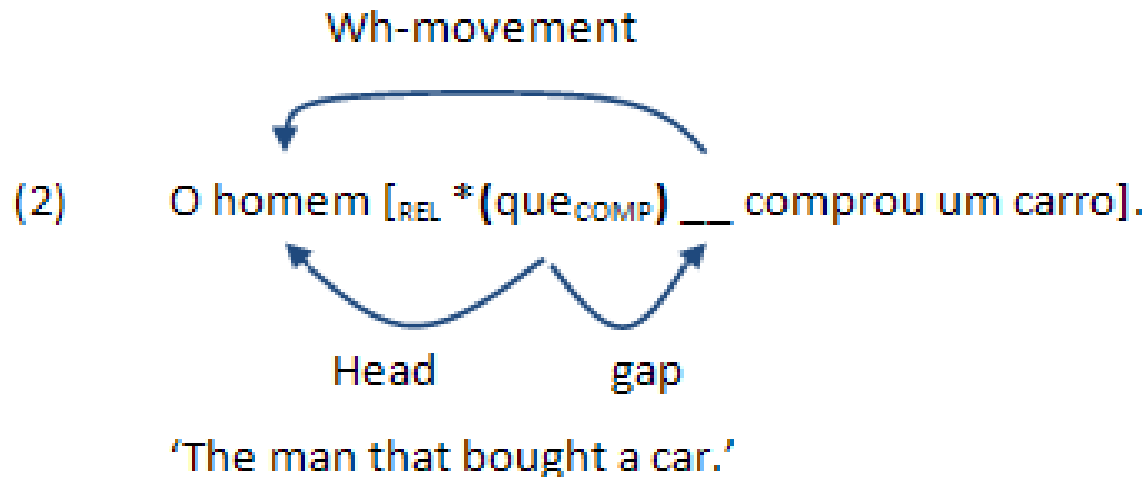 Wh-movement
(2) O homem [REL *(queCOMP) __ comprou um carro].
Head gap
‘The man that bought a car.’